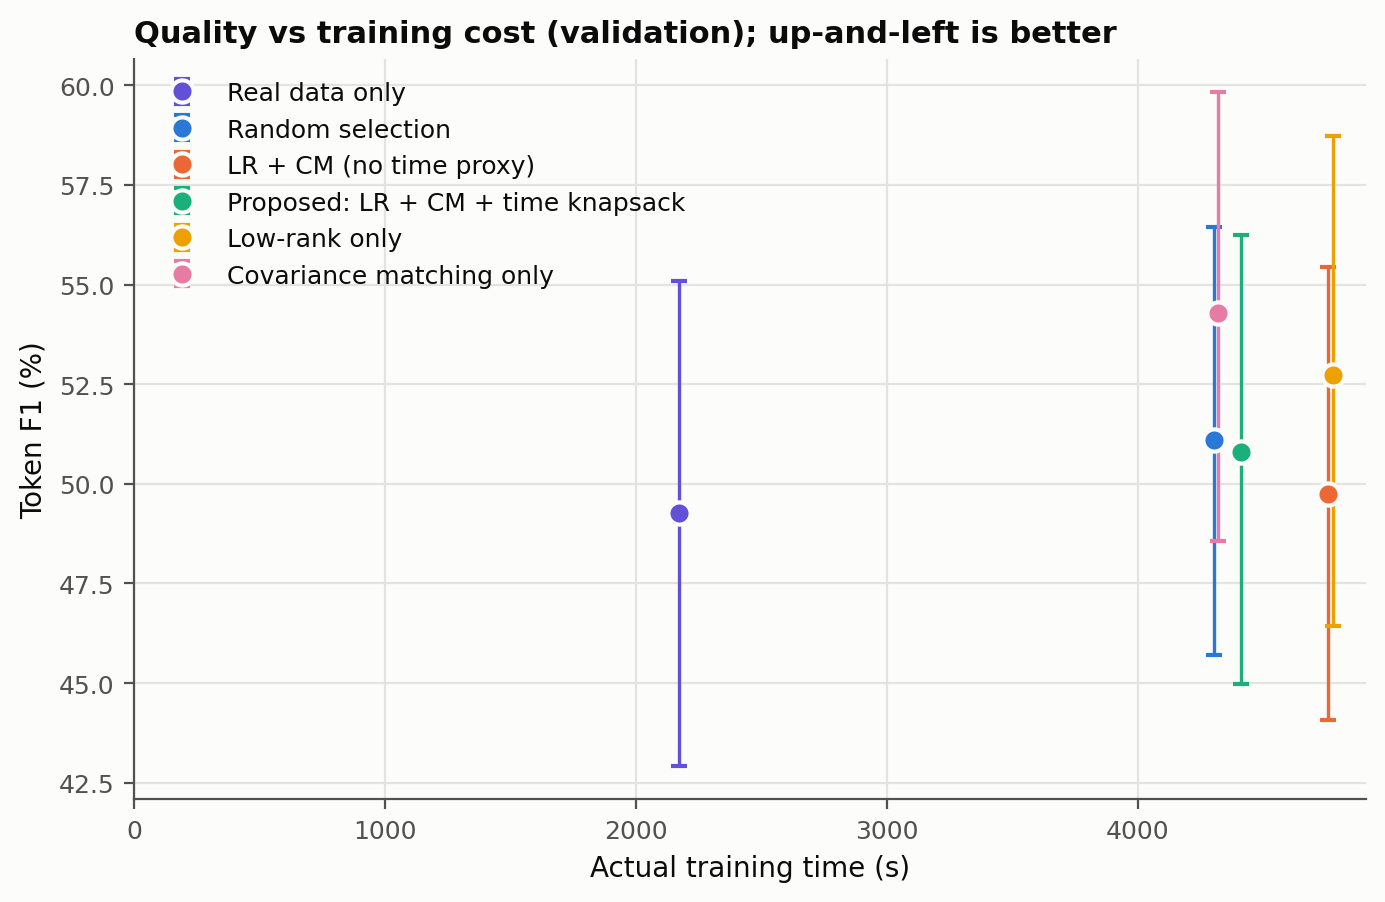 Quality vs training cost (validation); up-and-left is better
60.0
57.5
55.0
52.5
50.0
47.5
45.0
42.5
Token F1 (%)
Real data only
Random selection
LR + CM (no time proxy)
Proposed: LR + CM + time knapsack
Low-rank only
Covariance matching only
0 1000 2000 3000 4000
Actual training time (s)